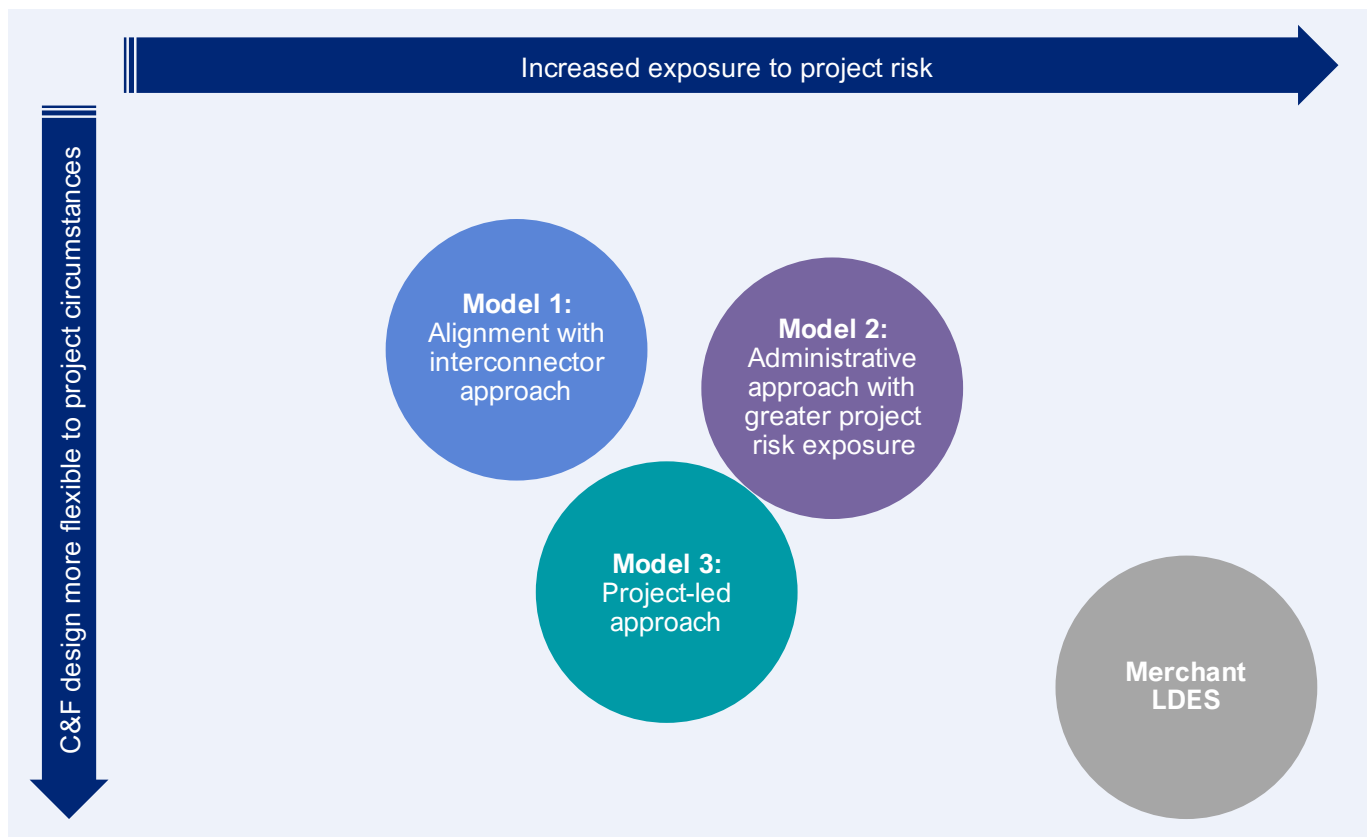 Increased exposure to project risk
C&F design more flexible to project circumstances
Model 1:
Alignment with
interconnector
approach
Model 2:
Administrative
approach with
greater project
risk exposure
Model 3:
Project-led
approach
Merchant
LDES